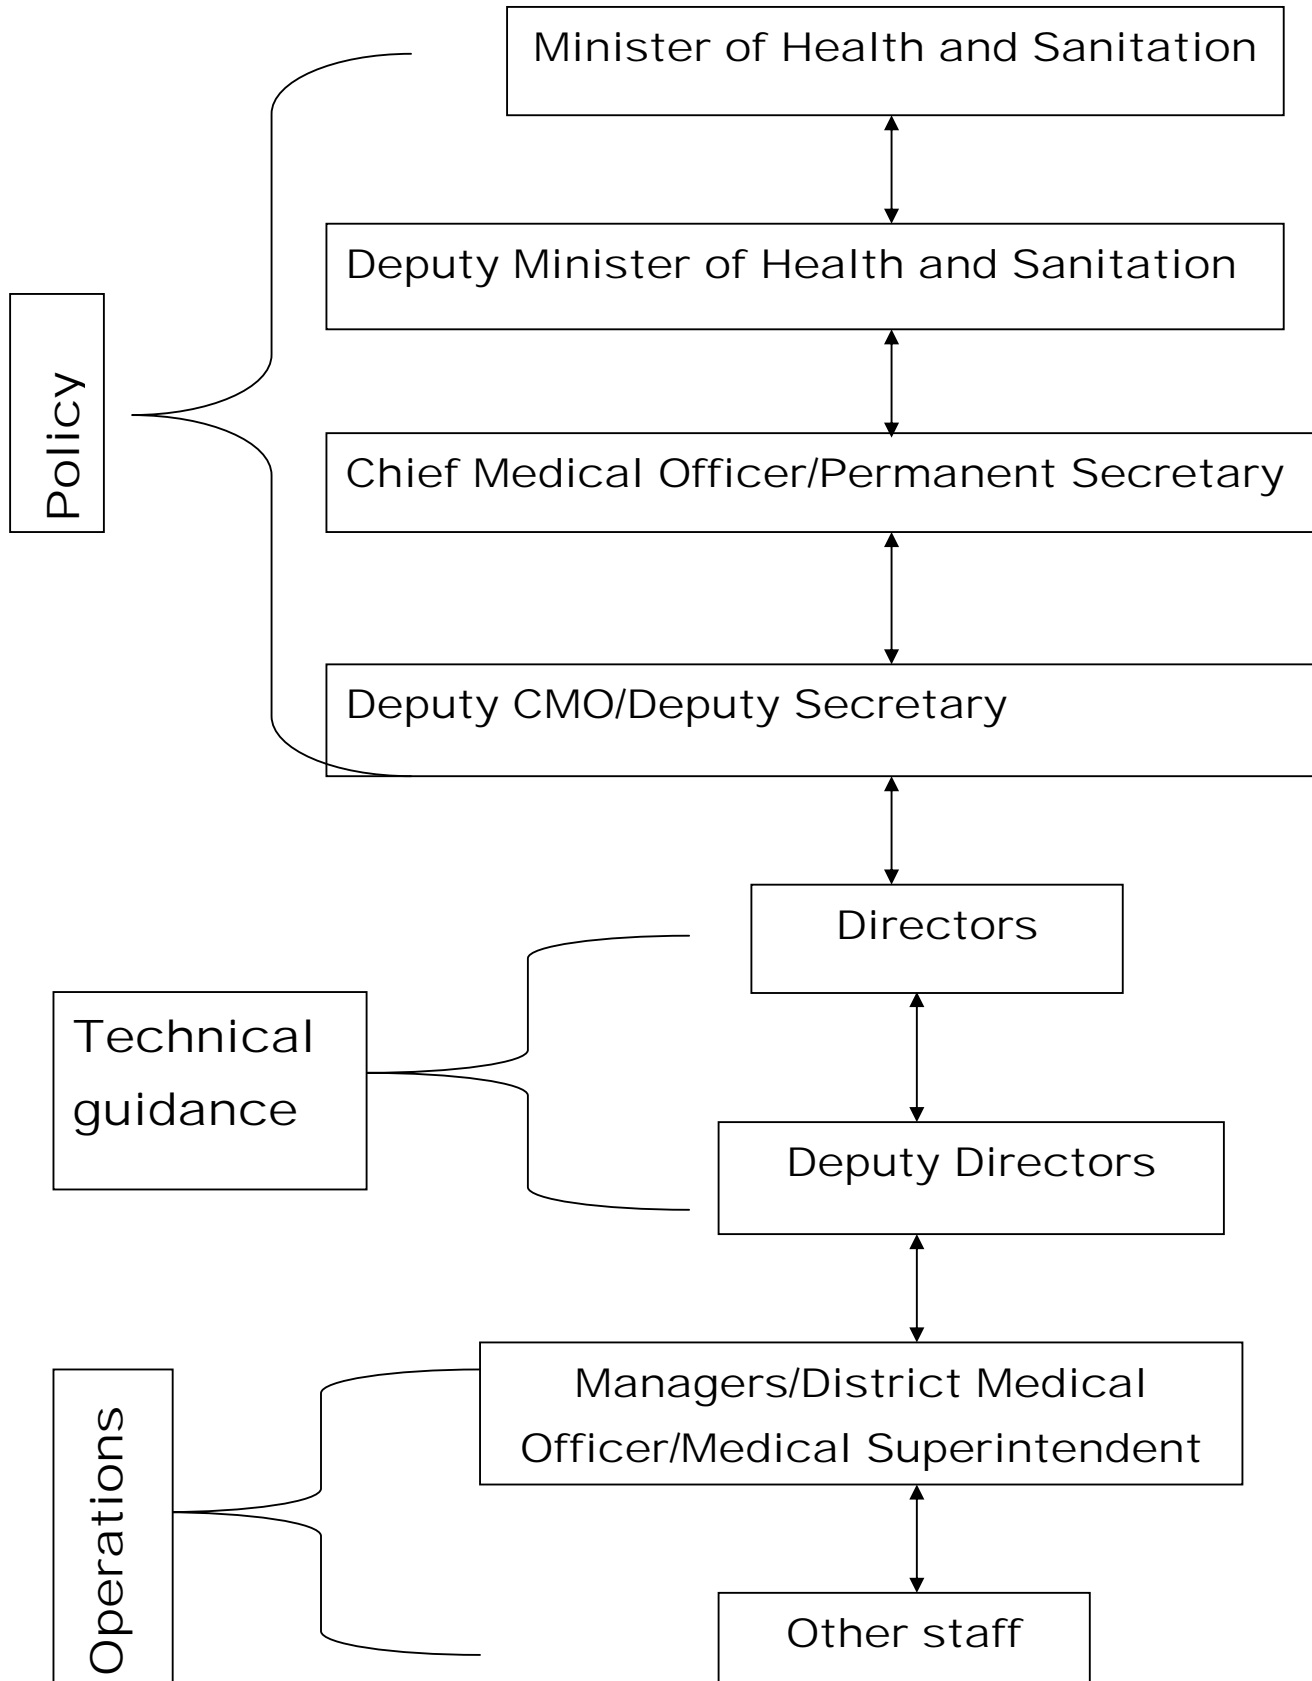 Minister of Health and Sanitation
Deputy Minister of Health and Sanitation
Policy
Chief Medical Officer/Permanent Secretary
Deputy CMO/Deputy Secretary
Directors
Technical
guidance
Deputy Directors
Managers/District Medical
Officer/Medical Superintendent
Operations
Other staff